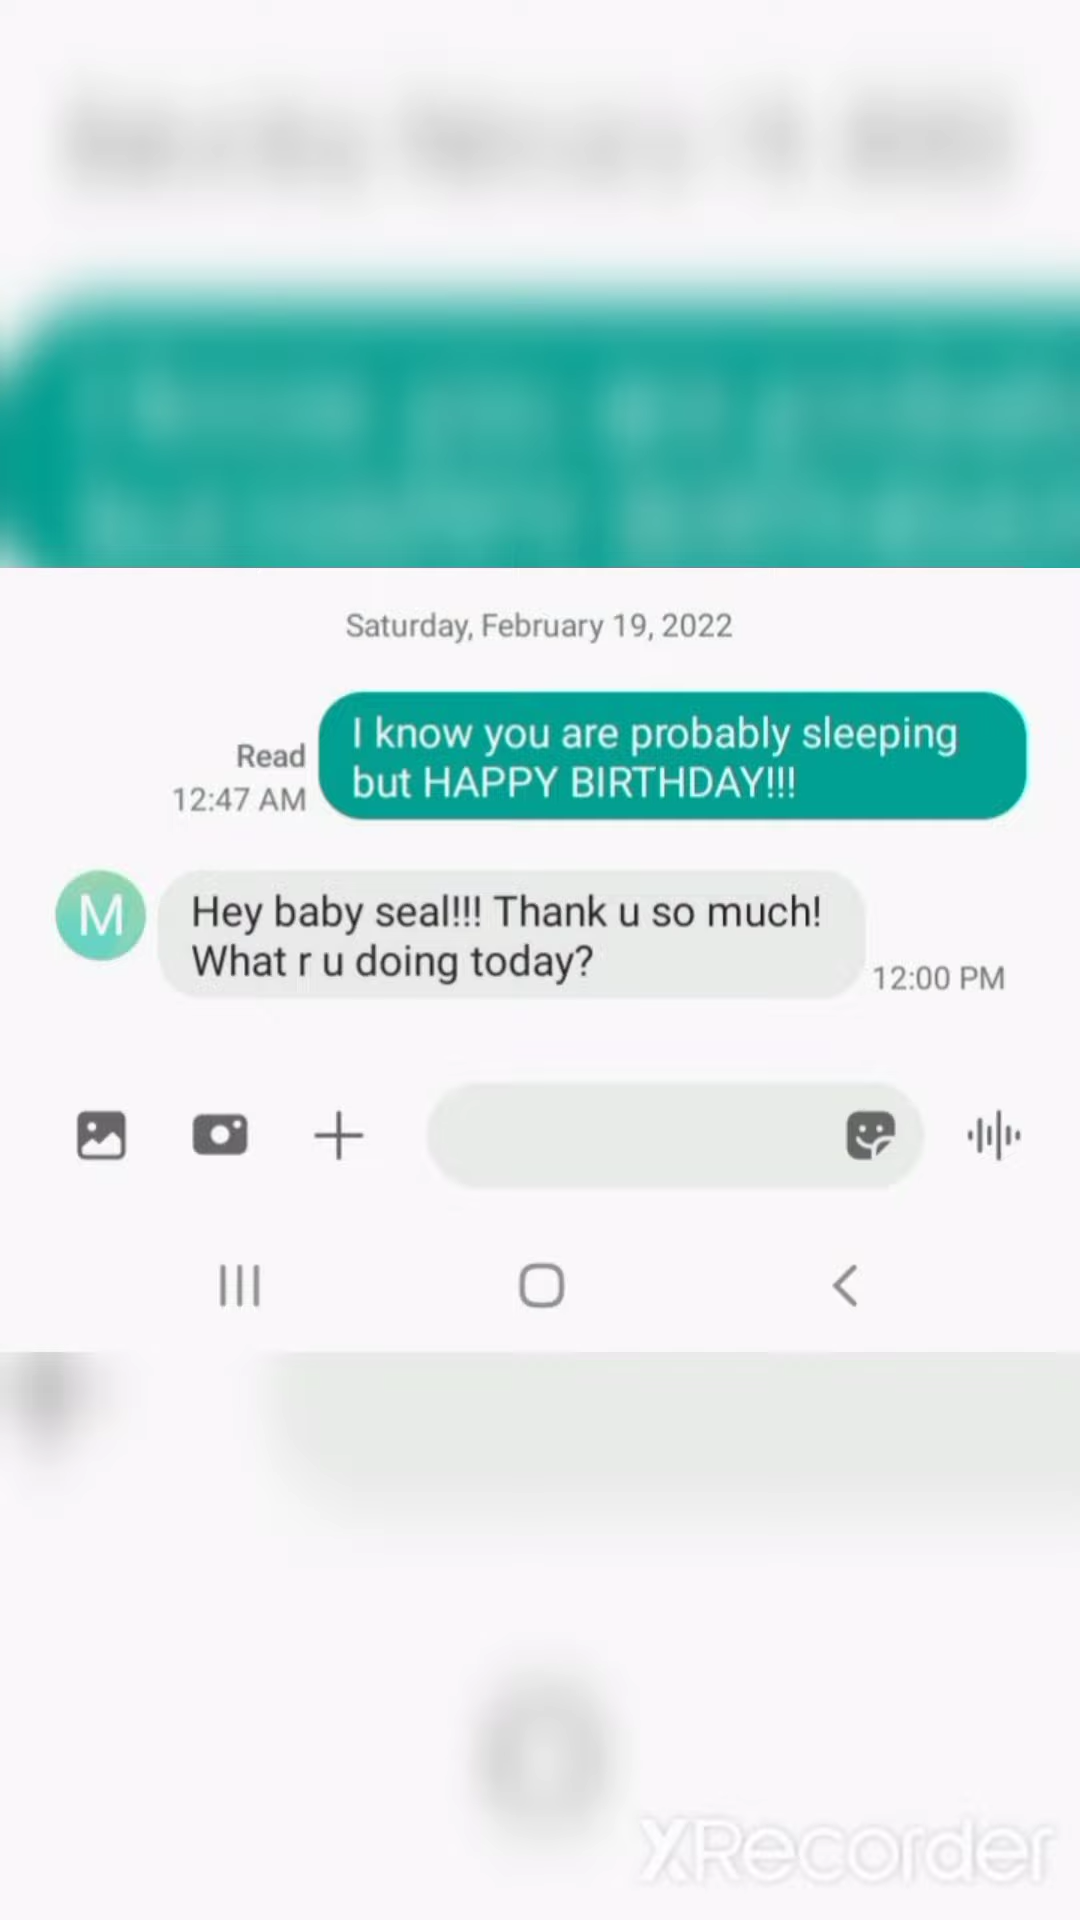 Saturday, February 19, 2022
I know you are probably sleeping
but HAPPY BIRTHDAY!!!
Read
12:47 AM
M
Hey baby seal!!! Thank u so much!
What r u doing today?
12:00 PM
XRecorder